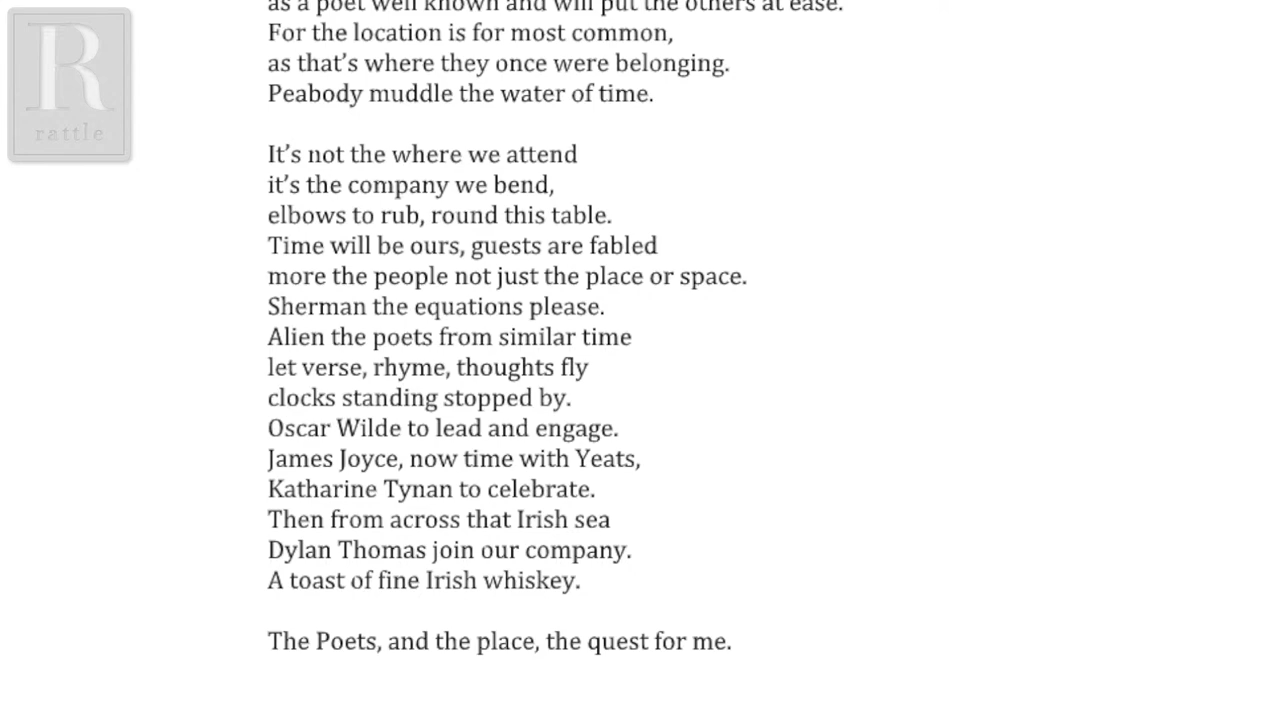 as a poet well known and will put the others at ease.
For the location is for most common,
as that's where they once were belonging.
Peabody muddle the water of time.
It's not the where we attend
it's the company we bend,
elbows to rub, round this table.
Time will be ours, guests are fabled
more the people not just the place or space.
Sherman the equations please.
Alien the poets from similar time
let verse, rhyme, thoughts fly
clocks standing stopped by.
Oscar Wilde to lead and engage.
James Joyce, now time with Yeats,
Katharine Tynan to celebrate.
Then from across that Irish sea
Dylan Thomas join our company.
A toast of fine Irish whiskey.
The Poets, and the place, the quest for me.
R
rattle